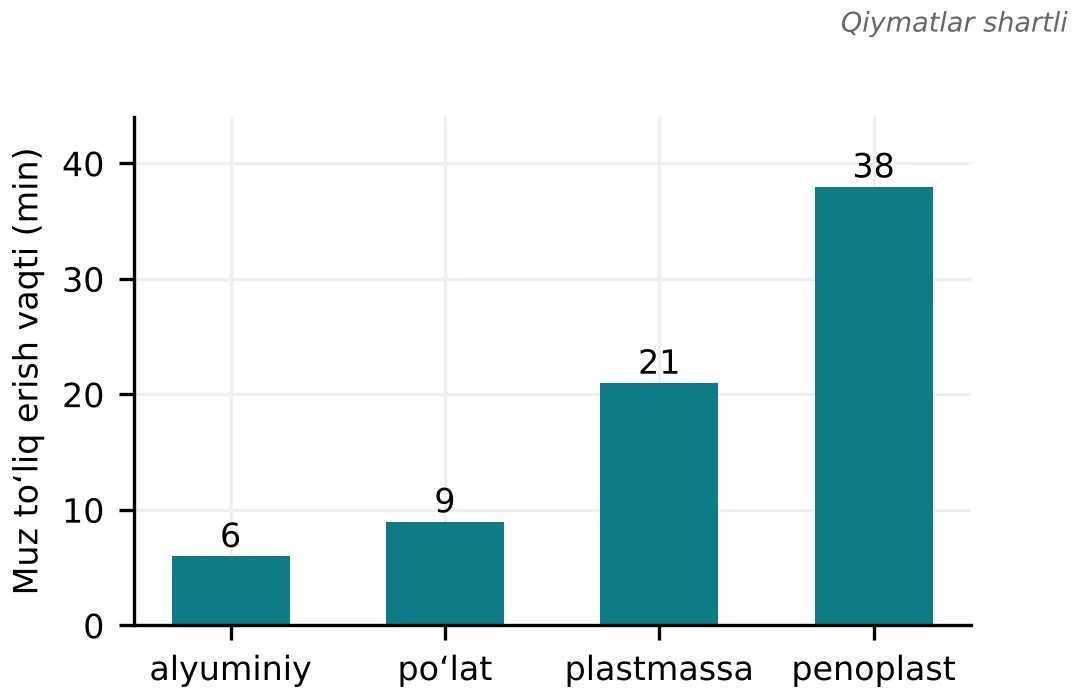 Qiymatlar shartli
Muz to‘liq erish vaqti (min)
40
30
20
10
0
6
9
21
38
alyuminiy
po‘lat
plastmassa
penoplast